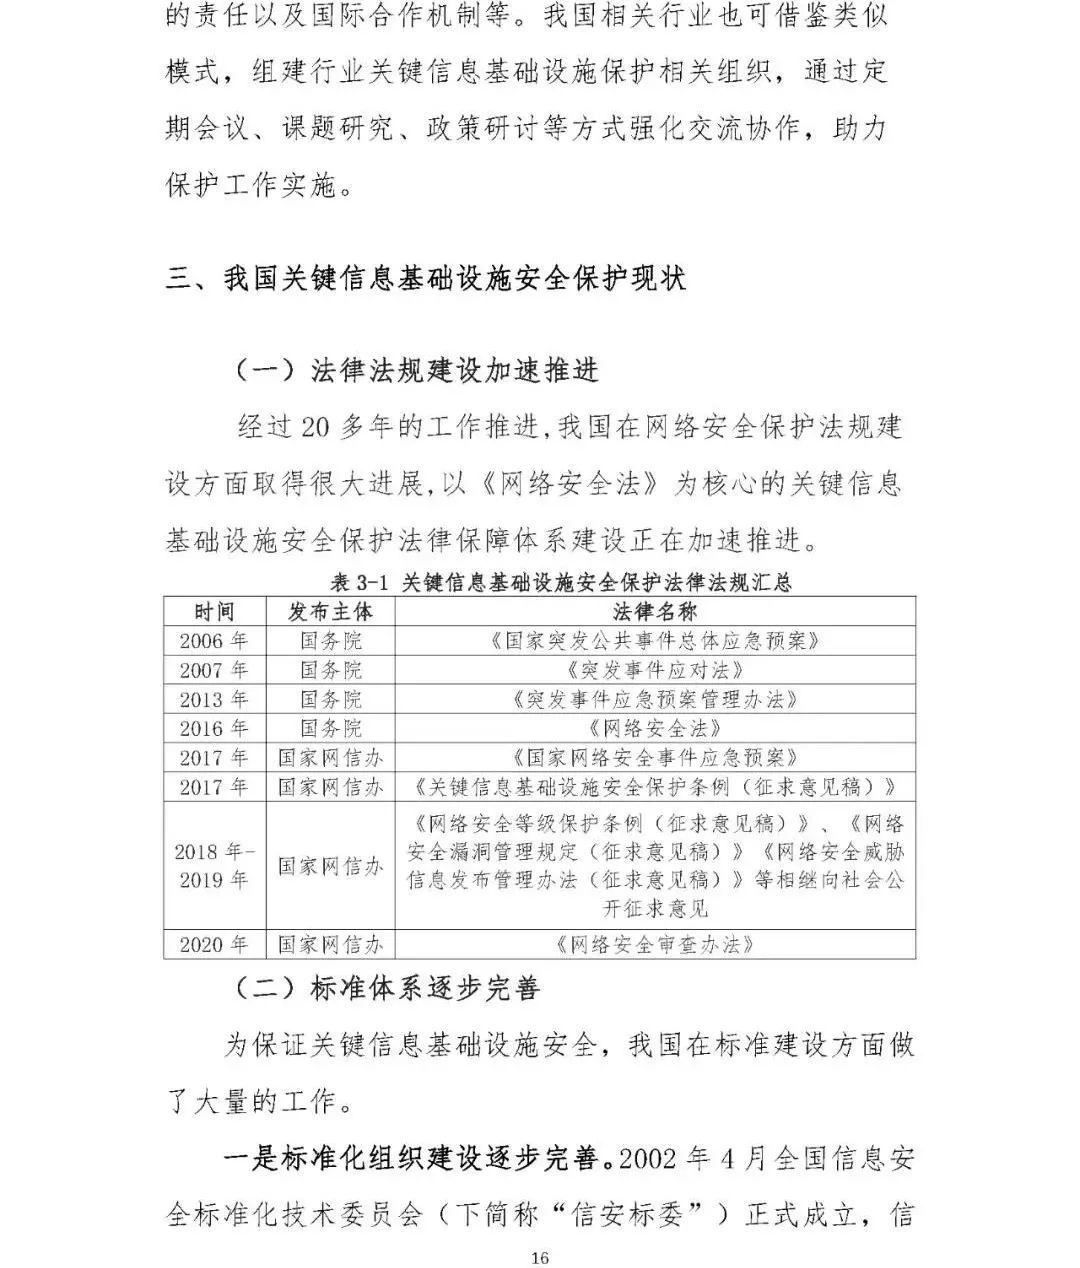 的责任以及国际合作机制等。我国相关行业也可借鉴类似
模式，组建行业关键信息基础设施保护相关组织，通过定
期会议、课题研究、政策研讨等方式强化交流协作，助力
保护工作实施。
三、我国关键信息基础设施安全保护现状
（一）法律法规建设加速推进
经过 20 多年的工作推进,我国在网络安全保护法规建
设方面取得很大进展,以《网络安全法》为核心的关键信息
基础设施安全保护法律保障体系建设正在加速推进。
表 3-1 关键信息基础设施安全保护法律法规汇总
时间 发布主体 法律名称
2006 年 国务院 《国家突发公共事件总体应急预案》
2007 年 国务院 《突发事件应对法》
2013 年 国务院 《突发事件应急预案管理办法》
2016 年 国务院 《网络安全法》
2017 年 国家网信办 《国家网络安全事件应急预案》
2017 年 国家网信办 《关键信息基础设施安全保护条例（征求意见稿）》
2018 年-
2019 年
国家网信办
《网络安全等级保护条例（征求意见稿）》、《网络
安全漏洞管理规定（征求意见稿）》《网络安全威胁
信息发布管理办法（征求意见稿）》等相继向社会公
开征求意见
2020 年 国家网信办 《网络安全审查办法》
（二）标准体系逐步完善
为保证关键信息基础设施安全，我国在标准建设方面做
了大量的工作。
一是标准化组织建设逐步完善。2002 年 4 月全国信息安
全标准化技术委员会（下简称“信安标委”）正式成立，信
16